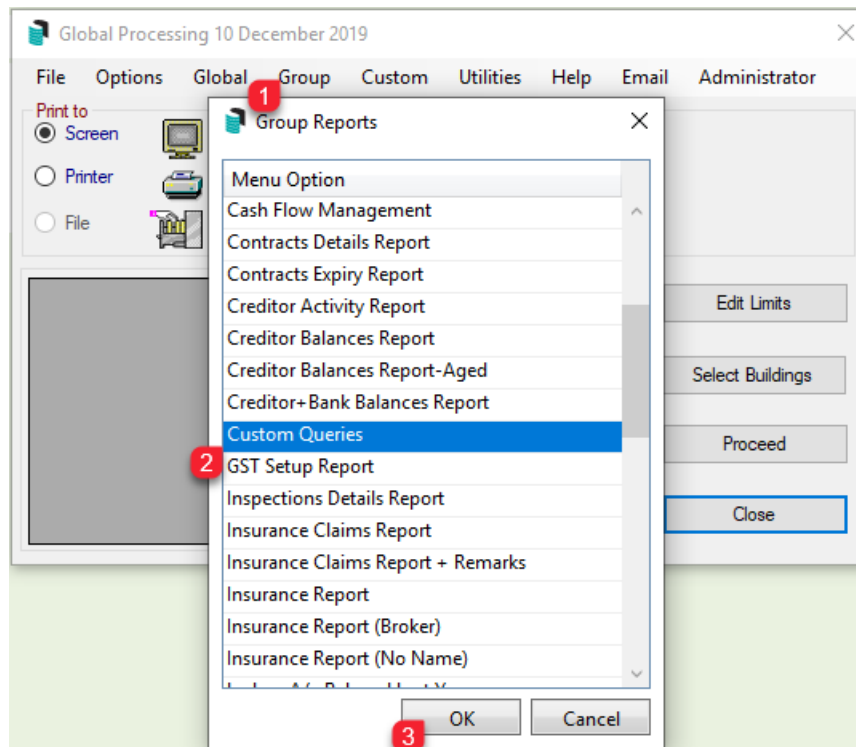 Global Processing 10 December 2019
File Options Global Group Custom Utilities Help Email Administrator
1
Print to
Screen
Printer
File
Group Reports
Menu Option
Cash Flow Management
Contracts Details Report
Contracts Expiry Report
Creditor Activity Report
Creditor Balances Report
Creditor Balances Report-Aged
Creditor+Bank Balances Report
Custom Queries
2
GST Setup Report
Inspections Details Report
Insurance Claims Report
Insurance Claims Report + Remarks
Insurance Report
Insurance Report (Broker)
Insurance Report (No Name)
OK
Cancel
3
Edit Limits
Select Buildings
Proceed
Close